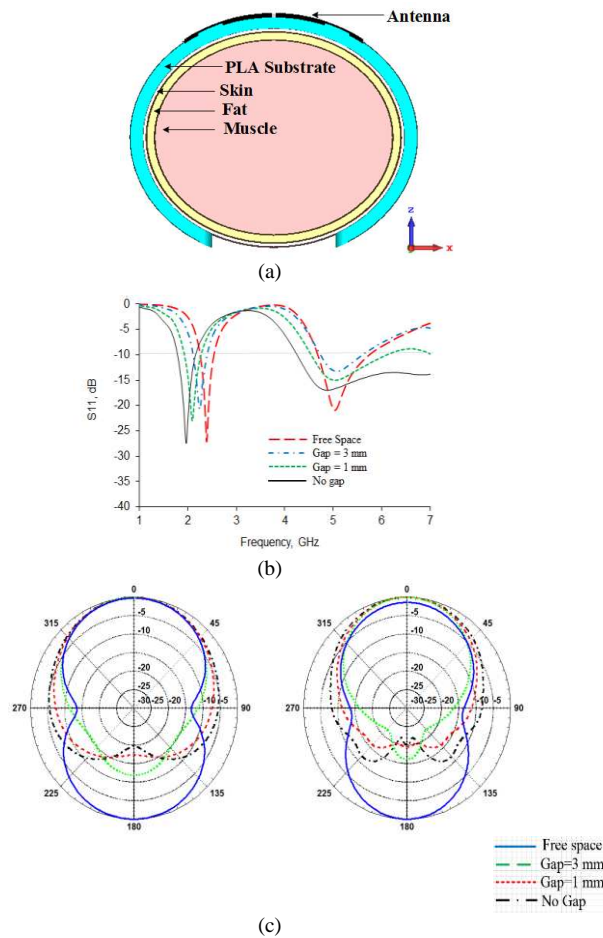 Antenna
PLA Substrate
Skin
Fat
Muscle
z
x
(a)
0
-5
-10
-15
-20
-25
-30
-35
-40
S11, dB
1 2 3 4 5 6 7
Frequency, GHz
Free Space
Gap = 3 mm
Gap = 1 mm
No gap
(b)
0
315 45
-5
-10
-20
-25
270 -30 -25 -20 -10 -5 90
225 135
180
0
315 45
-5
-10
-20
-25
270 -30 -25 -20 -10 -5 90
225 135
180
Free space
Gap=3 mm
Gap=1 mm
No Gap
(c)